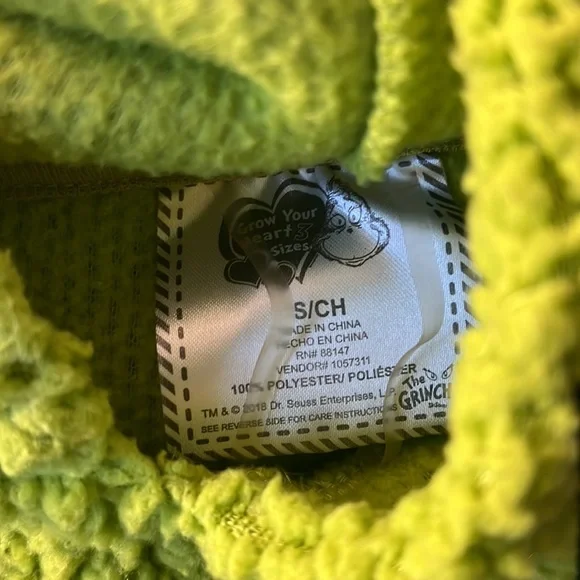 Grow Your
Heart 3
Sizes
S/CH
MADE IN CHINA
HECHO EN CHINA
RN# 88147
VENDOR# 1057311
100% POLYESTER/ POLIÉSTER
TM & © 2018 Dr. Seuss Enterprises, L.P.
SEE REVERSE SIDE FOR CARE INSTRUCTIONS
The
GRINCH